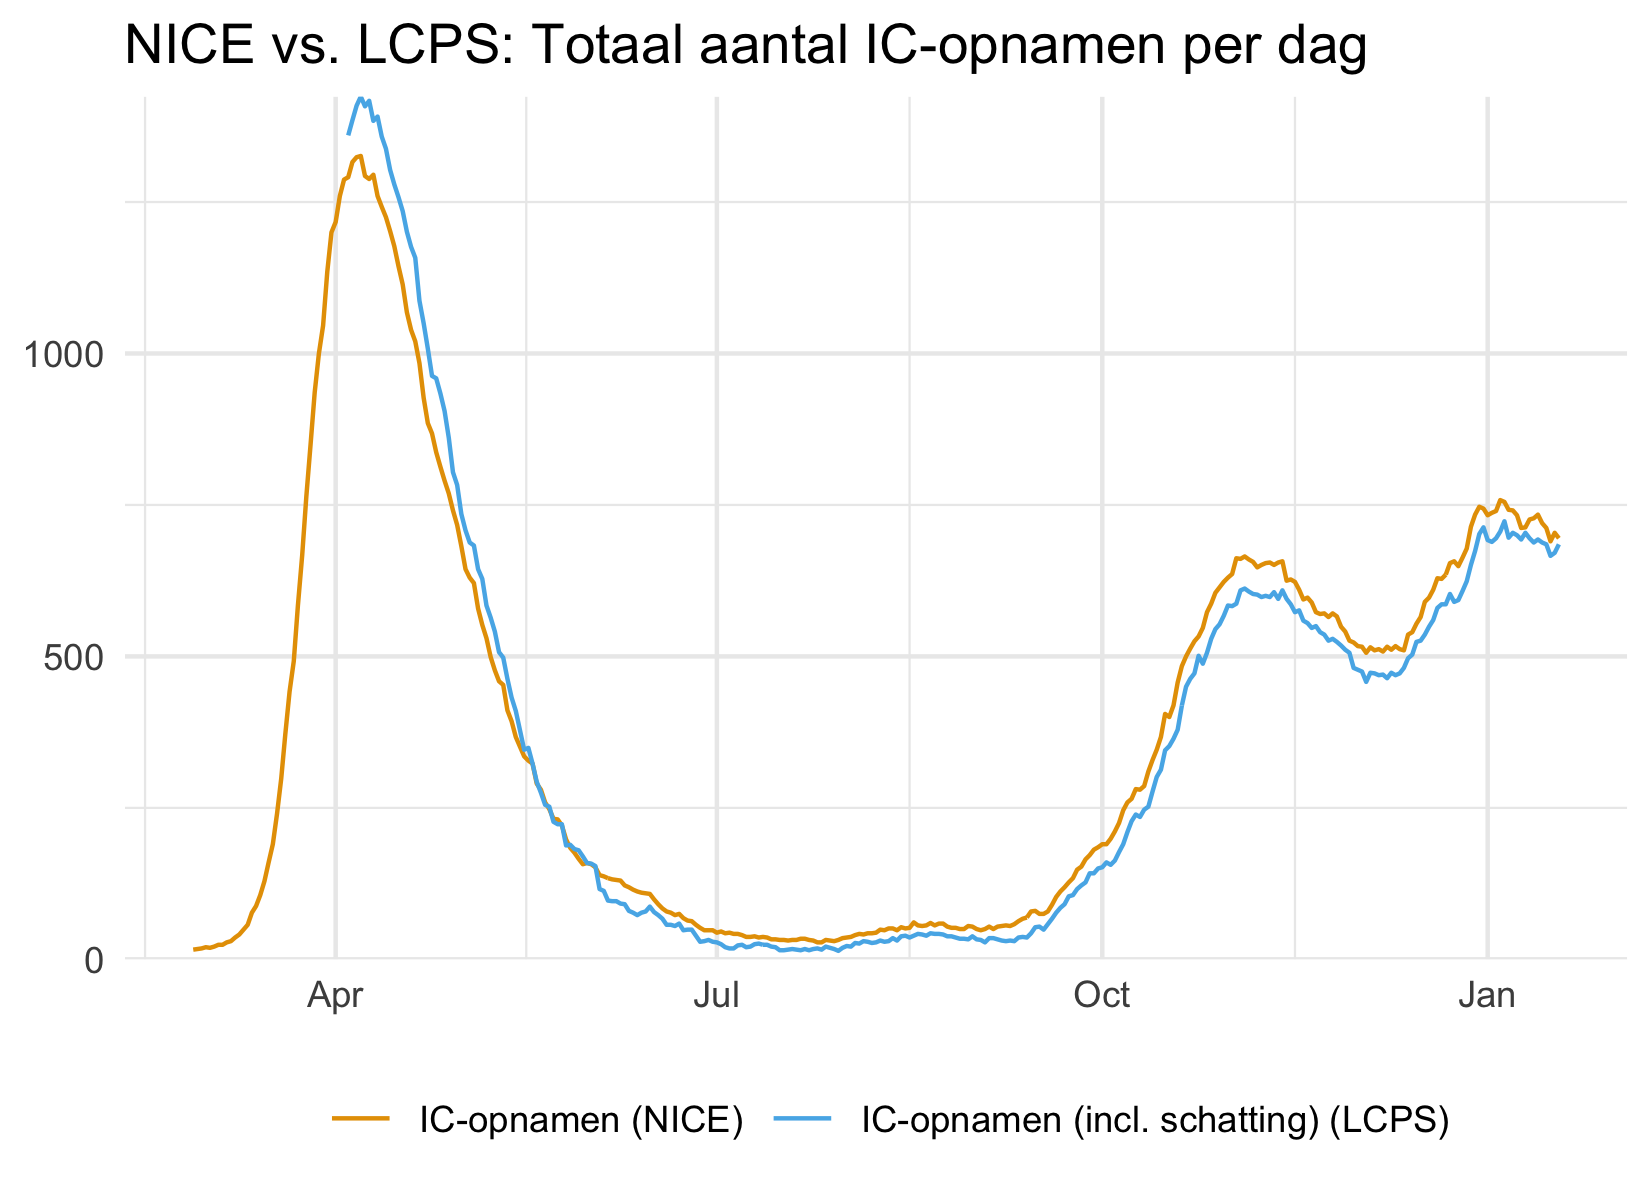 NICE vs. LCPS: Totaal aantal IC-opnamen per dag
1000
500
0
Apr Jul Oct Jan
IC-opnamen (NICE) IC-opnamen (incl. schatting) (LCPS)